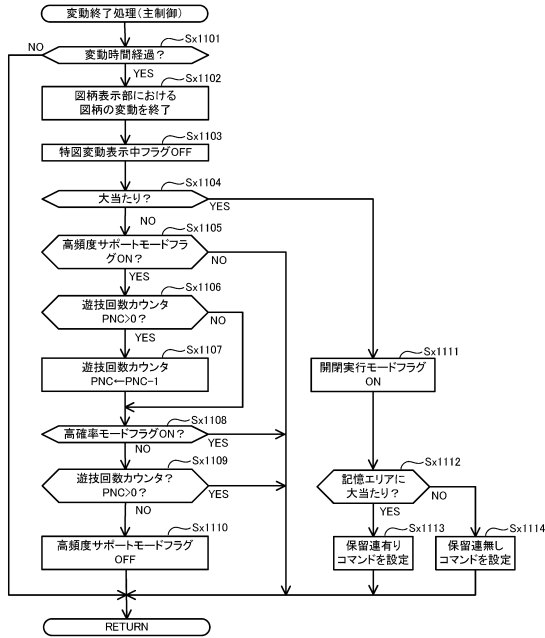 変動終了処理(主制御)
Sx1101
変動時間経過?
NO
YES
Sx1102
図柄表示部における
図柄の変動を終了
Sx1103
特図変動表示中フラグOFF
Sx1104
大当たり?
YES
NO
Sx1105
高頻度サポートモードフラ
グON?
NO
YES
Sx1106
遊技回数カウンタ
PNC>0?
NO
YES
Sx1107
遊技回数カウンタ
PNC←PNC-1
Sx1108
高確率モードフラグON?
YES
NO
Sx1109
遊技回数カウンタ?
PNC>0?
YES
NO
Sx1110
高頻度サポートモードフラグ
OFF
Sx1111
開閉実行モードフラグ
ON
Sx1112
記憶エリアに
大当たり?
NO
YES
Sx1113
保留連有り
コマンドを設定
Sx1114
保留連無し
コマンドを設定
RETURN